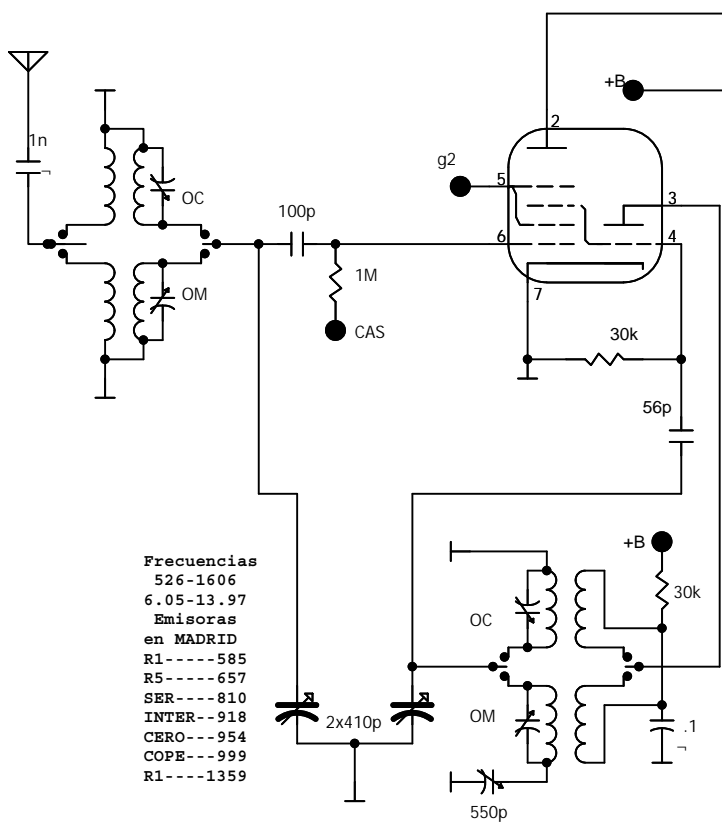 +B
2
1n
g2
5
3
OC
100p
6
4
1M
7
OM
CAS
30k
56p
+B
Frecuencias
526-1606
6.05-13.97
Emisoras
en MADRID
R1-----585
R5-----657
SER----810
INTER--918
CERO---954
COPE---999
R1----1359
30k
OC
2x410p
OM
.1
550p